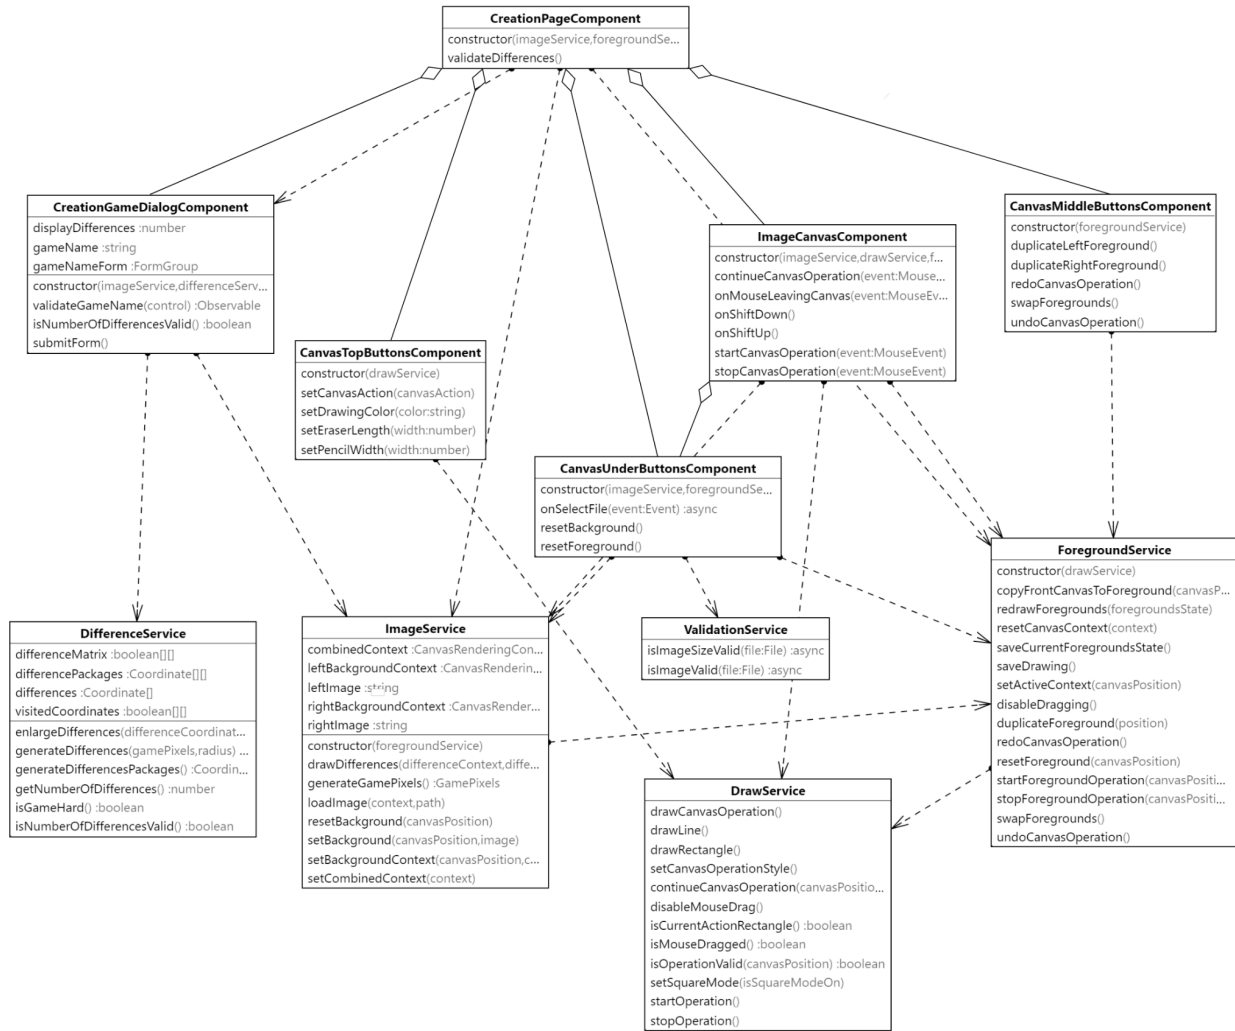 CreationPageComponent
constructor(imageService,foregroundSe...
validateDifferences()
CreationGameDialogComponent
displayDifferences :number
gameName :string
gameNameForm :FormGroup
constructor(imageService,differenceServ...
validateGameName(control) :Observable
isNumberOfDifferencesValid() :boolean
submitForm()
CanvasTopButtonsComponent
constructor(drawService)
setCanvasAction(canvasAction)
setDrawingColor(color:string)
setEraserLength(width:number)
setPencilWidth(width:number)
ImageCanvasComponent
constructor(imageService,drawService,f...
continueCanvasOperation(event:Mouse...
onMouseLeavingCanvas(event:MouseEv...
onShiftDown()
onShiftUp()
startCanvasOperation(event:MouseEvent)
stopCanvasOperation(event:MouseEvent)
CanvasMiddleButtonsComponent
constructor(foregroundService)
duplicateLeftForeground()
duplicateRightForeground()
redoCanvasOperation()
swapForegrounds()
undoCanvasOperation()
CanvasUnderButtonsComponent
constructor(imageService,foregroundSe...
onSelectFile(event:Event) :async
resetBackground()
resetForeground()
DifferenceService
differenceMatrix :boolean[][]
differencePackages :Coordinate[][]
differences :Coordinate[]
visitedCoordinates :boolean[][]
enlargeDifferences(differenceCoordinat...
generateDifferences(gamePixels,radius) ...
generateDifferencesPackages() :Coordin...
getNumberOfDifferences() :number
isGameHard() :boolean
isNumberOfDifferencesValid() :boolean
ImageService
combinedContext :CanvasRenderingCon...
leftBackgroundContext :CanvasRenderin...
leftImage :string
rightBackgroundContext :CanvasRender...
rightImage :string
constructor(foregroundService)
drawDifferences(differenceContext,diffe...
generateGamePixels() :GamePixels
loadImage(context,path)
resetBackground(canvasPosition)
setBackground(canvasPosition,image)
setBackgroundContext(canvasPosition,c...
setCombinedContext(context)
ValidationService
isImageSizeValid(file:File) :async
isImageValid(file:File) :async
ForegroundService
constructor(drawService)
copyFrontCanvasToForeground(canvasP...
redrawForegrounds(foregroundsState)
resetCanvasContext(context)
saveCurrentForegroundsState()
saveDrawing()
setActiveContext(canvasPosition)
disableDragging()
duplicateForeground(position)
redoCanvasOperation()
resetForeground(canvasPosition)
startForegroundOperation(canvasPositi...
stopForegroundOperation(canvasPositi...
swapForegrounds()
undoCanvasOperation()
DrawService
drawCanvasOperation()
drawLine()
drawRectangle()
setCanvasOperationStyle()
continueCanvasOperation(canvasPositio...
disableMouseDrag()
isCurrentActionRectangle() :boolean
isMouseDragged() :boolean
isOperationValid(canvasPosition) :boolean
setSquareMode(isSquareModeOn)
startOperation()
stopOperation()